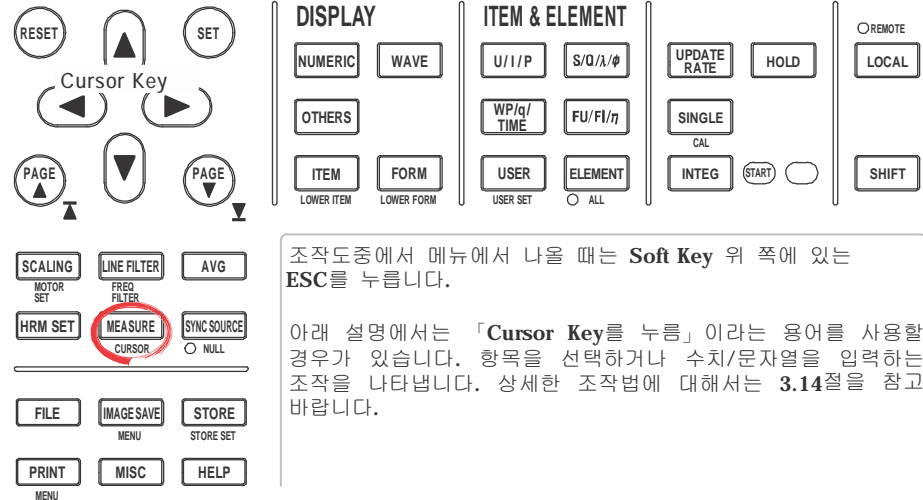 RESET
SET
Cursor Key
PAGE
PAGE
DISPLAY
NUMERIC
WAVE
OTHERS
ITEM
FORM
LOWER ITEM
LOWER FORM
ITEM & ELEMENT
U / I / P
S/Q/λ/ϕ
WP/q/
TIME
FU/FI/η
USER
ELEMENT
USER SET
ALL
UPDATE
RATE
HOLD
SINGLE
CAL
INTEG
START
REMOTE
LOCAL
SHIFT
SCALING
LINE FILTER
AVG
MOTOR
SET
FREQ
FILTER
HRM SET
MEASURE
SYNC SOURCE
CURSOR
NULL
FILE
IMAGE SAVE
STORE
MENU
STORE SET
PRINT
MISC
HELP
MENU
조작도중에서 메뉴에서 나올 때는 Soft Key 위 쪽에 있는
ESC를 누릅니다.
아래 설명에서는 「Cursor Key를 누름」이라는 용어를 사용할
경우가 있습니다. 항목을 선택하거나 수치/문자열을 입력하는
조작을 나타냅니다. 상세한 조작법에 대해서는 3.14절을 참고
바랍니다.